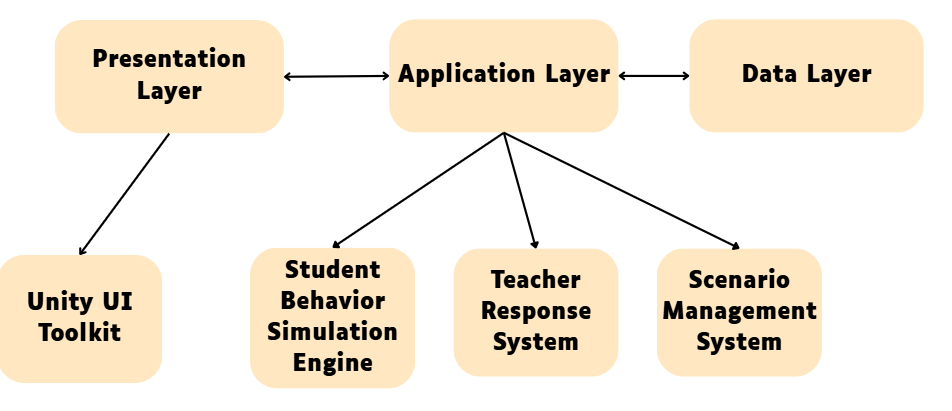 Presentation
Layer
Application Layer
Data Layer
Unity UI
Toolkit
Student
Behavior
Simulation
Engine
Teacher
Response
System
Scenario
Management
System